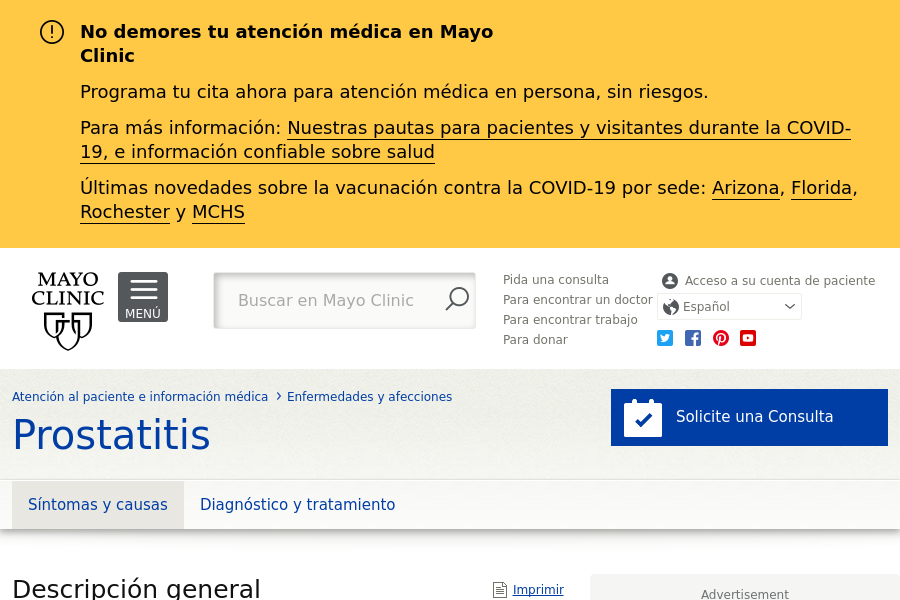 No demores tu atención médica en Mayo
Clinic
Programa tu cita ahora para atención médica en persona, sin riesgos.
Para más información: Nuestras pautas para pacientes y visitantes durante la COVID-
19, e información confiable sobre salud
Últimas novedades sobre la vacunación contra la COVID-19 por sede: Arizona, Florida,
Rochester y MCHS
MAYO
CLINIC
MENÚ
Buscar en Mayo Clinic
Pida una consulta
Para encontrar un doctor
Para encontrar trabajo
Para donar
Acceso a su cuenta de paciente
Español
Atención al paciente e información médica › Enfermedades y afecciones
Prostatitis
Solicite una Consulta
Síntomas y causas
Diagnóstico y tratamiento
Descripción general
Imprimir
Advertisement